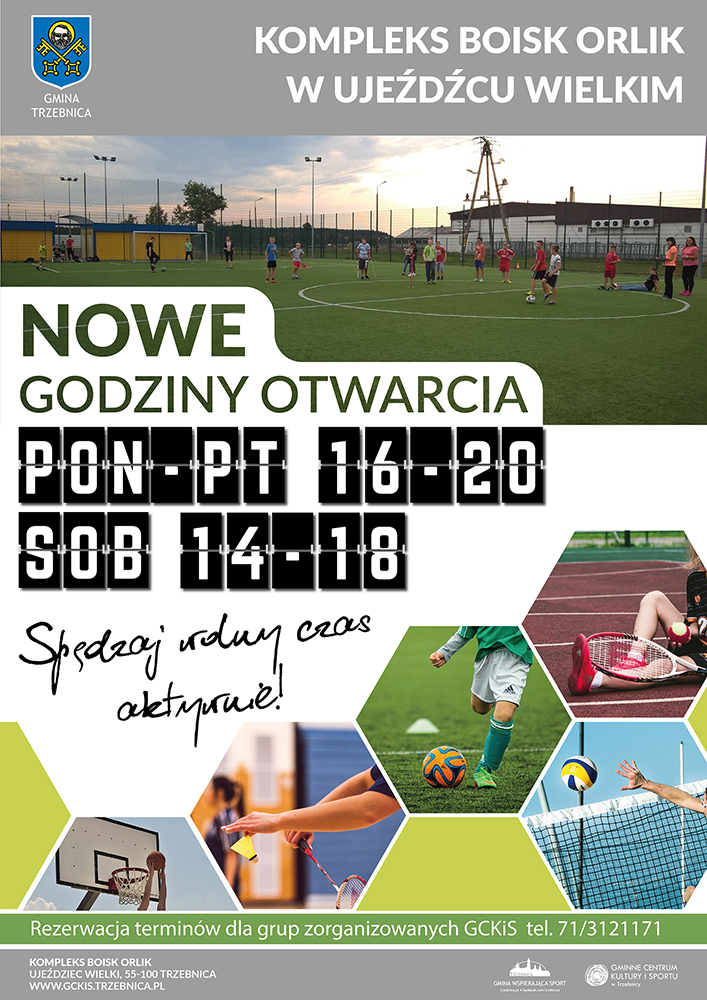 GMINA
TRZEBNICA
KOMPLEKS BOISK ORLIK
W UJEŹDŹCU WIELKIM
NOWE
GODZINY OTWARCIA
PON-PT 16-20
SOB 14-18
Spędzaj wolny czas
aktywnie!
Rezerwacja terminów dla grup zorganizowanych GCKiS tel. 71/3121171
KOMPLEKS BOISK ORLIK
UJEŹDZIEC WIELKI, 55-100 TRZEBNICA
WWW.GCKIS.TRZEBNICA.PL
TRZEBNICA
GMINA WSPIERAJĄCA SPORT
GMINNE CENTRUM
KULTURY I SPORTU
w Trzebnicy